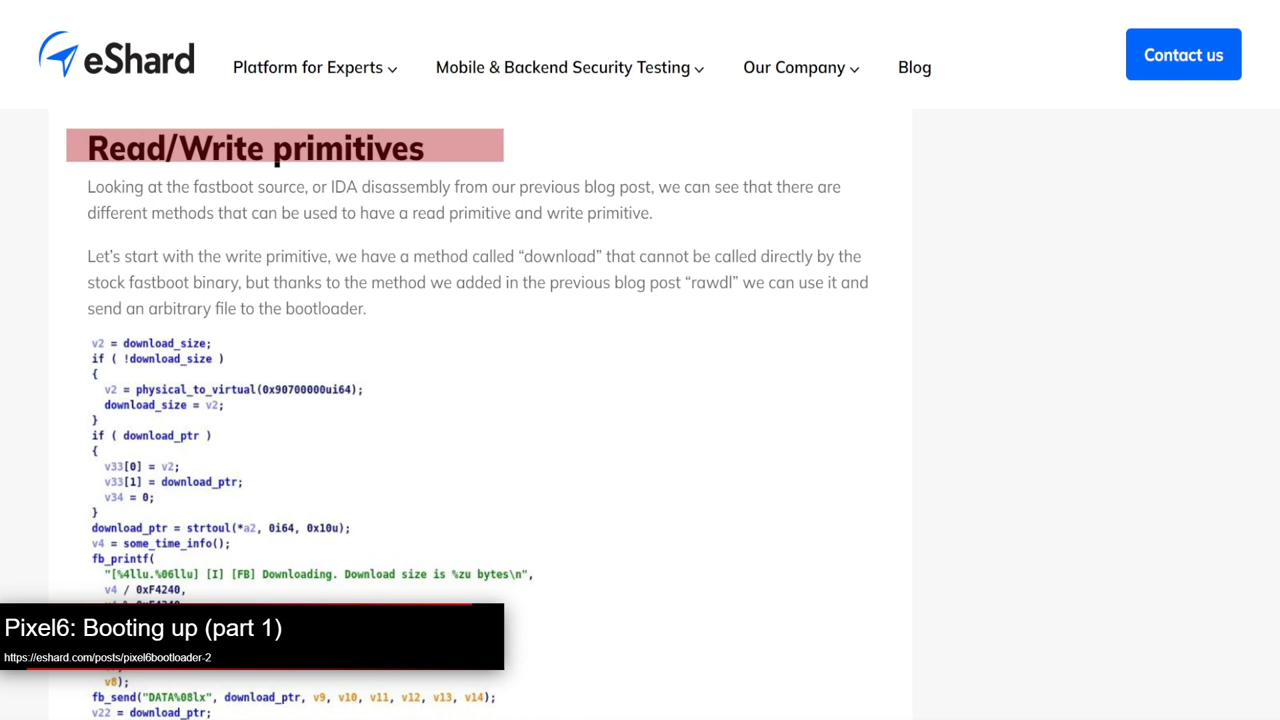 eShard
Platform for Experts
Mobile & Backend Security Testing
Our Company
Blog
Contact us
Read/Write primitives
Looking at the fastboot source, or IDA disassembly from our previous blog post, we can see that there are
different methods that can be used to have a read primitive and write primitive.
Let's start with the write primitive, we have a method called “download” that cannot be called directly by the
stock fastboot binary, but thanks to the method we added in the previous blog post “rawdl” we can use it and
send an arbitrary file to the bootloader.
v2 = download_size;
if ( !download_size )
{
v2 = physical_to_virtual(0x90700000ui64);
download_size = v2;
}
if ( download_ptr )
{
v33[0] = v2;
v33[1] = download_ptr;
v34 = 0;
}
download_ptr = strtoul(*a2, 0i64, 0x10u);
v4 = some_time_info();
fb_printf(
"[%4llu.%06llu] [I] [FB] Downloading. Download size is %zu bytes\n",
v4 / 0xF4240,
Pixel6: Booting up (part 1)
https://eshard.com/posts/pixel6bootloader-2
v8);
fb_send("DATA%08lx", download_ptr, v9, v10, v11, v12, v13, v14);
v22 = download_ptr;